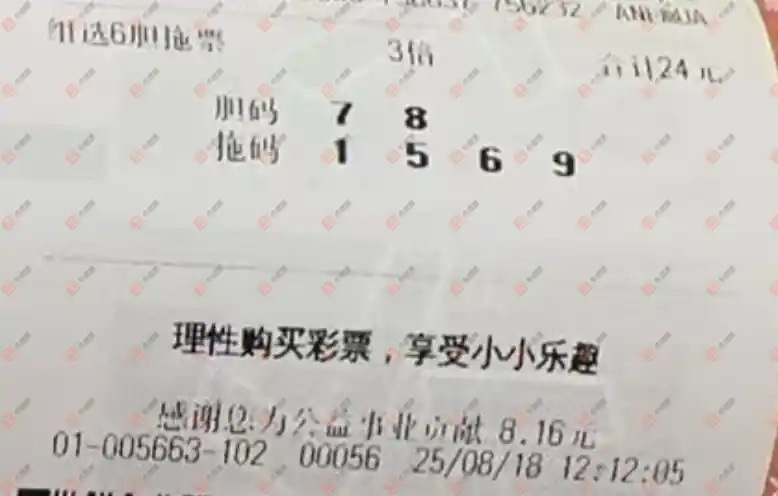 756232
组选6胆拖票 3倍 合计24元
胆码 7 8
拖码 1 5 6 9
理性购买彩票，享受小小乐趣
感谢您为公益事业贡献 8.16元
01-005663-102 00056 25/08/18 12:12:05